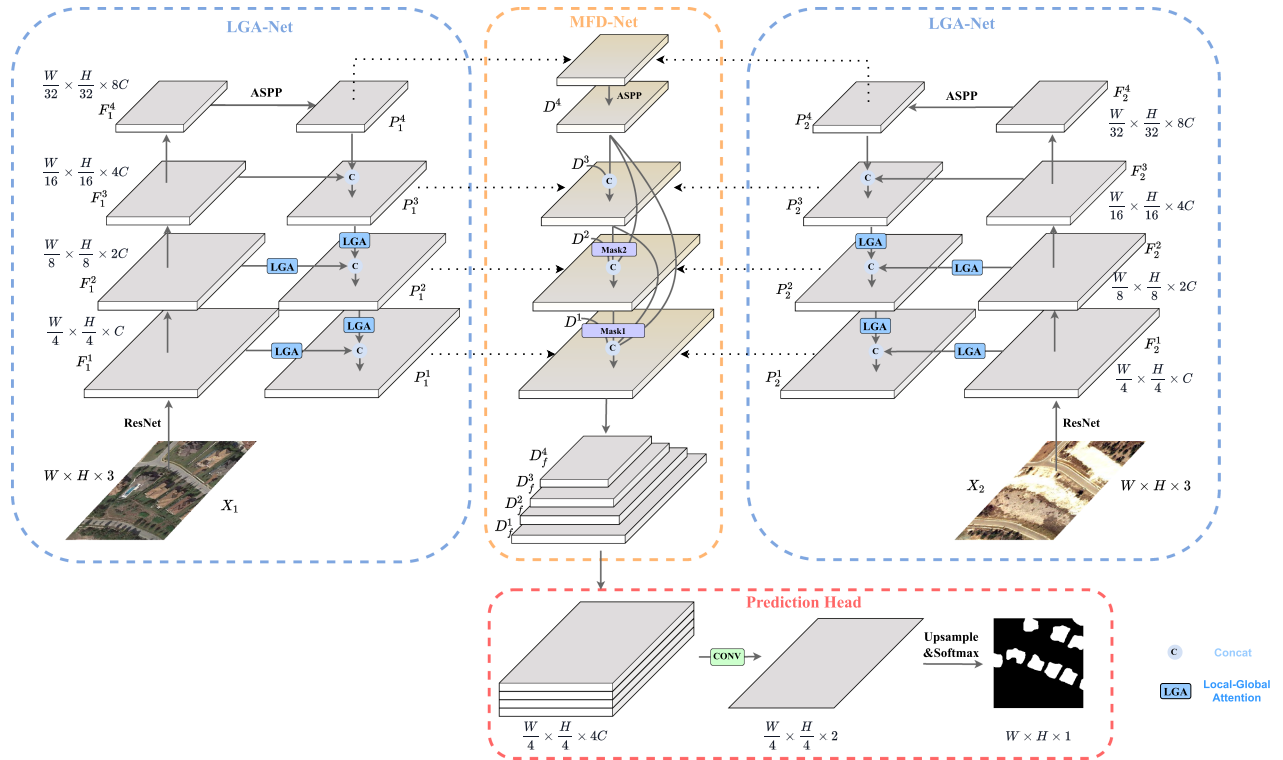 LGA-Net
MFD-Net
LGA-Net
W/32 × H/32 × 8C
F_1^4
ASPP
P_1^4
D^4
ASPP
P_2^4
ASPP
F_2^4
W/32 × H/32 × 8C
W/16 × H/16 × 4C
F_1^3
C
P_1^3
D^3
C
P_2^3
C
F_2^3
W/16 × H/16 × 4C
W/8 × H/8 × 2C
F_1^2
LGA
LGA
C
P_1^2
D^2
Mask2
C
P_2^2
LGA
C
LGA
F_2^2
W/8 × H/8 × 2C
W/4 × H/4 × C
F_1^1
LGA
LGA
C
P_1^1
D^1
Mask1
C
P_2^1
LGA
C
LGA
F_2^1
W/4 × H/4 × C
ResNet
ResNet
W × H × 3
X_1
D_f^4
D_f^3
D_f^2
D_f^1
X_2
W × H × 3
Prediction Head
CONV
Upsample
&Softmax
W/4 × H/4 × 4C
W/4 × H/4 × 2
W × H × 1
C
Concat
LGA
Local-Global
Attention